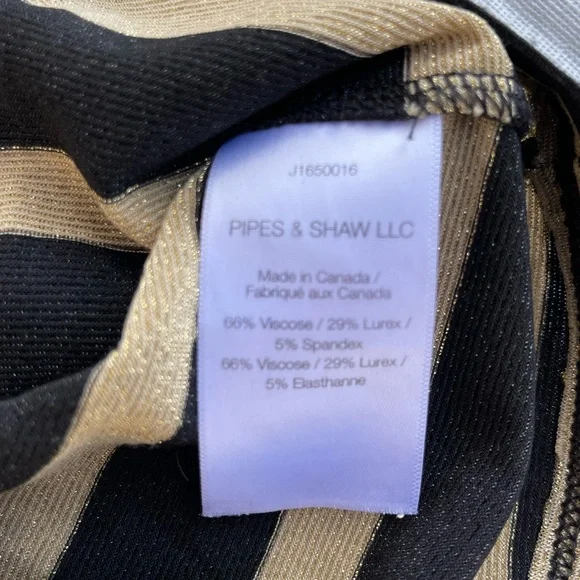 J1650016
PIPES & SHAW LLC
Made in Canada /
Fabriqué aux Canada
66% Viscose / 29% Lurex /
5% Spandex
66% Viscose / 29% Lurex /
5% Elasthanne